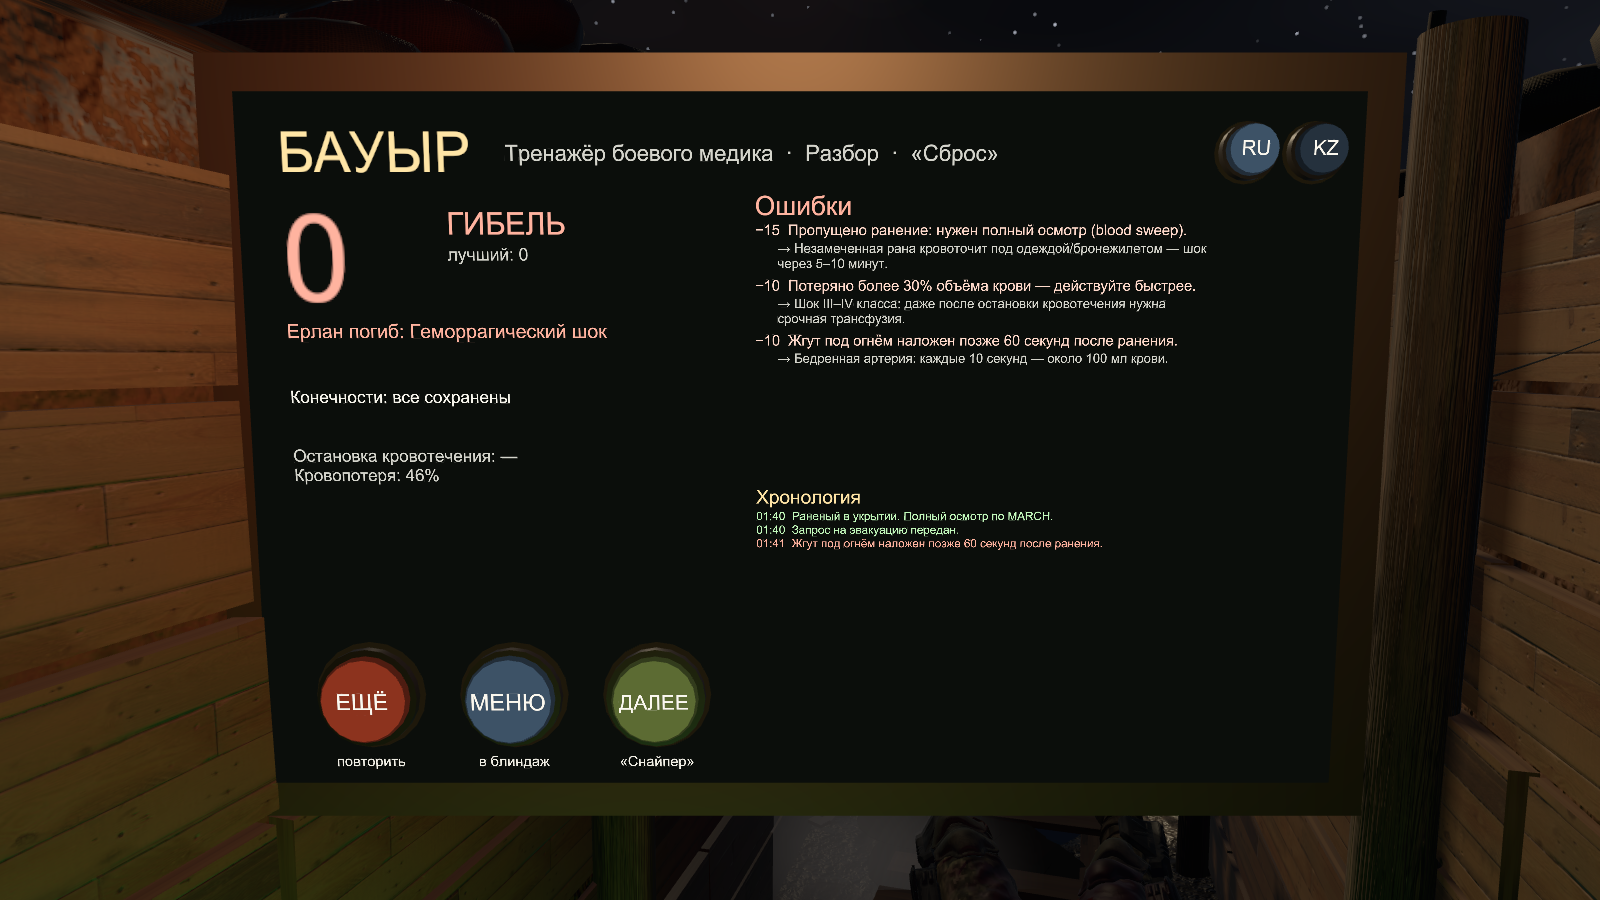 БАУЫР
Тренажёр боевого медика · Разбор · «Сброс»
RU
KZ
0
ГИБЕЛЬ
лучший: 0
Ерлан погиб: Геморрагический шок
Конечности: все сохранены
Остановка кровотечения: —
Кровопотеря: 46%
Ошибки
−15 Пропущено ранение: нужен полный осмотр (blood sweep).
→ Незамеченная рана кровоточит под одеждой/бронежилетом — шок
через 5–10 минут.
−10 Потеряно более 30% объёма крови — действуйте быстрее.
→ Шок III–IV класса: даже после остановки кровотечения нужна
срочная трансфузия.
−10 Жгут под огнём наложен позже 60 секунд после ранения.
→ Бедренная артерия: каждые 10 секунд — около 100 мл крови.
Хронология
01:40 Раненый в укрытии. Полный осмотр по MARCH.
01:40 Запрос на эвакуацию передан.
01:41 Жгут под огнём наложен позже 60 секунд после ранения.
ЕЩЁ
МЕНЮ
ДАЛЕЕ
повторить
в блиндаж
«Снайпер»